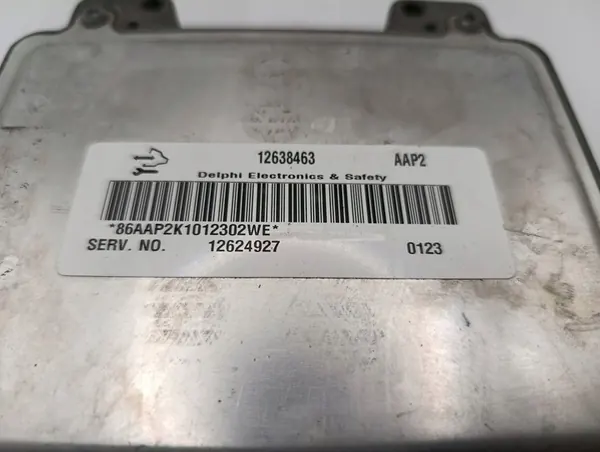 12638463 AAP2
Delphi Electronics & Safety
*86AAP2K1012302WE*
SERV. NO. 12624927 0123